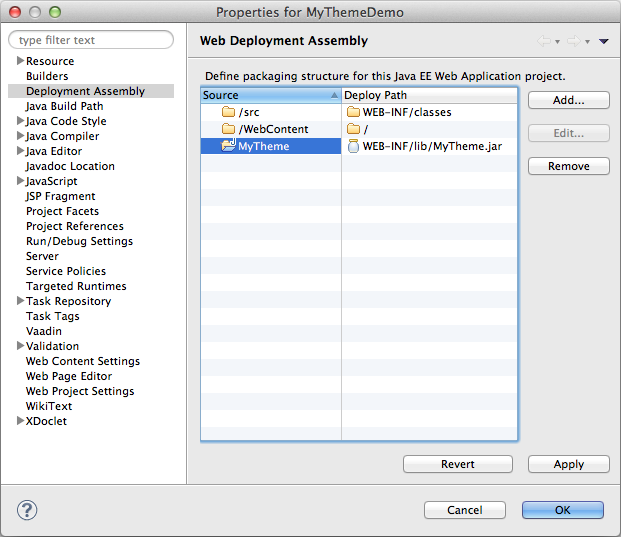 Properties for MyThemeDemo
type filter text
Resource
Builders
Deployment Assembly
Java Build Path
Java Code Style
Java Compiler
Java Editor
Javadoc Location
JavaScript
JSP Fragment
Project Facets
Project References
Run/Debug Settings
Server
Service Policies
Targeted Runtimes
Task Repository
Task Tags
Vaadin
Validation
Web Content Settings
Web Page Editor
Web Project Settings
WikiText
XDoclet
Web Deployment Assembly
Define packaging structure for this Java EE Web Application project.
Source Deploy Path
/src WEB-INF/classes
/WebContent /
MyTheme WEB-INF/lib/MyTheme.jar
Add...
Edit...
Remove
Revert Apply
? Cancel OK